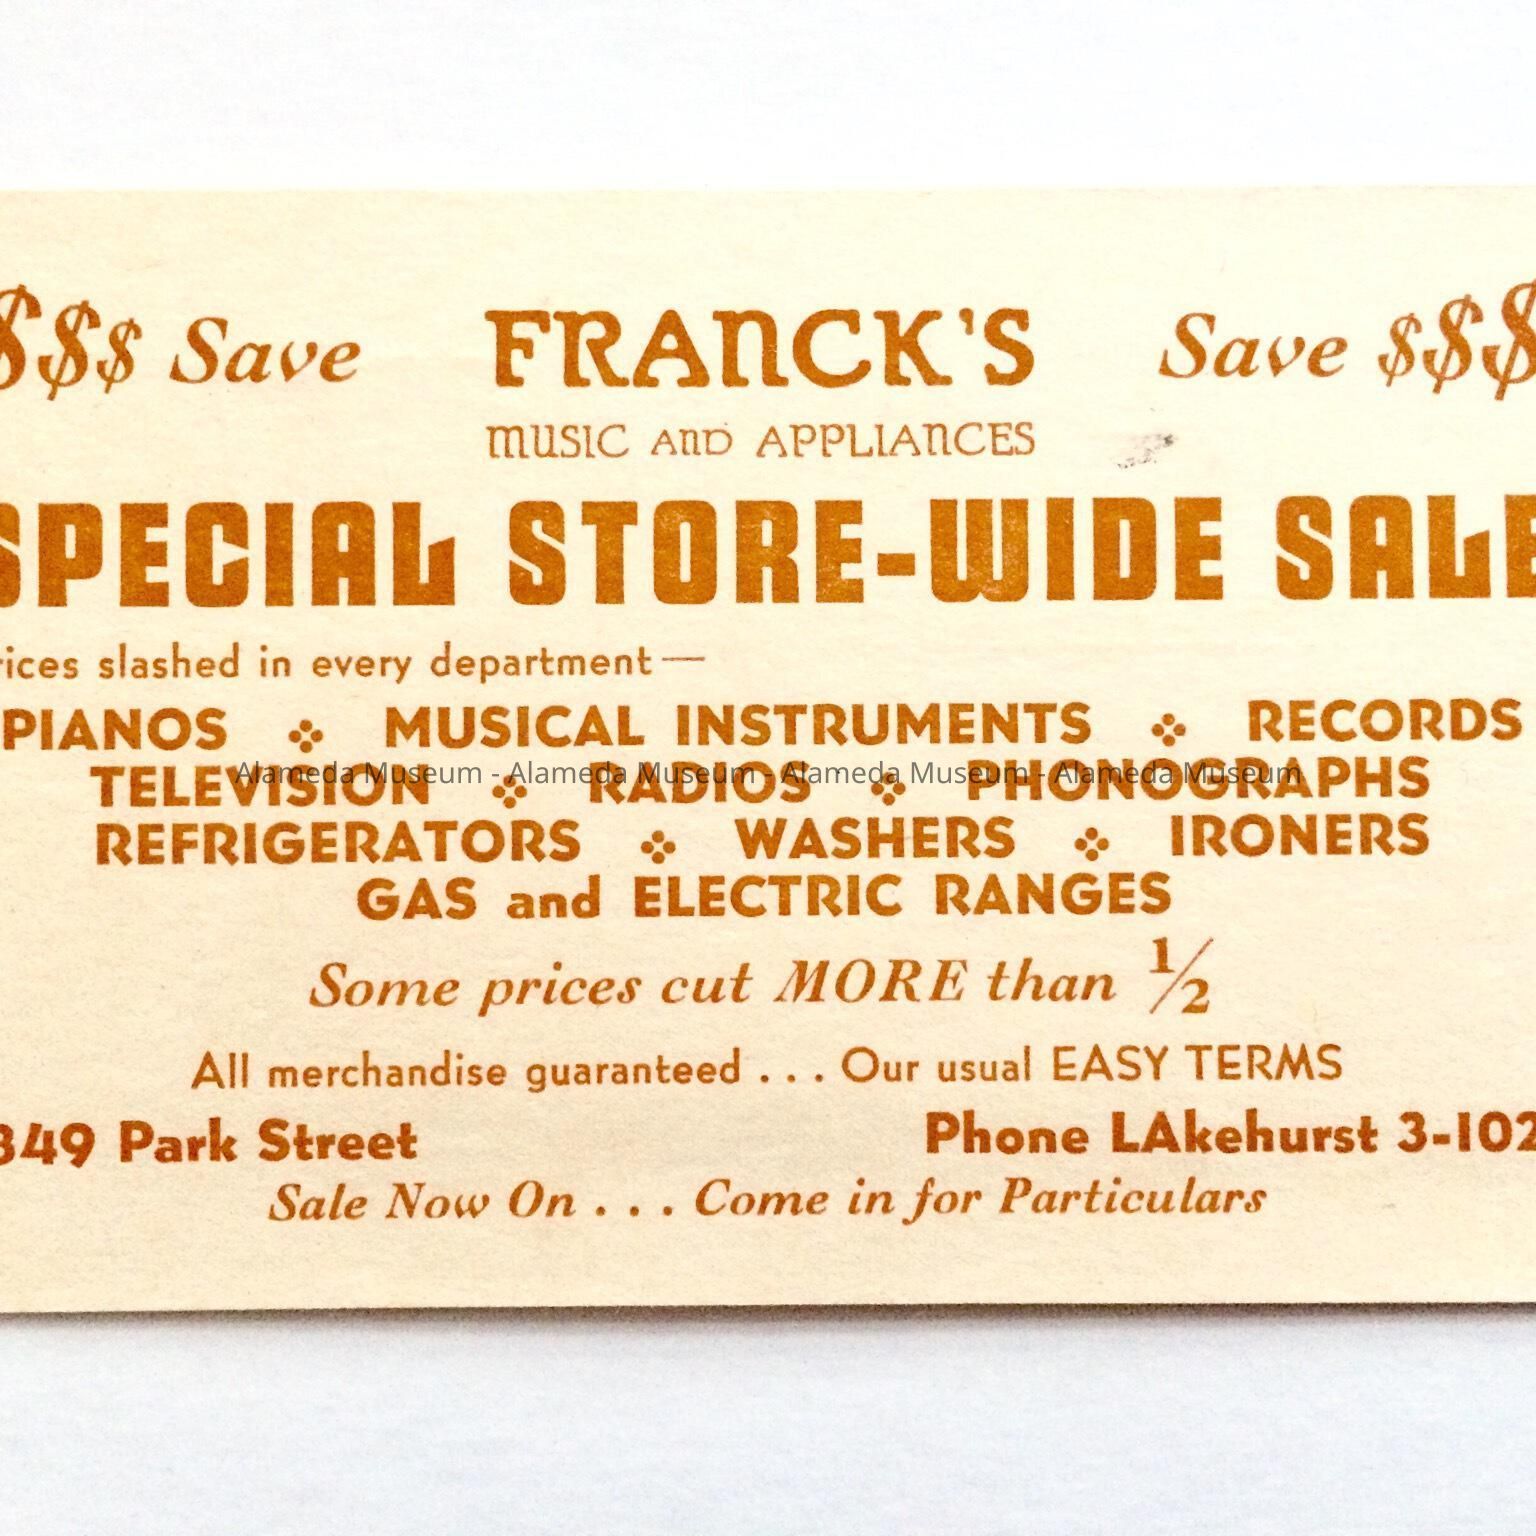 $$$ Save FRANCK'S Save $$$
MUSIC AND APPLIANCES
SPECIAL STORE-WIDE SALE
rices slashed in every department—
PIANOS MUSICAL INSTRUMENTS RECORDS
TELEVISION RADIOS PHONOGRAPHS
Alameda Museum - Alameda Museum - Alameda Museum - Alameda Museum
REFRIGERATORS WASHERS IRONERS
GAS and ELECTRIC RANGES
Some prices cut MORE than ½
All merchandise guaranteed . . . Our usual EASY TERMS
349 Park Street Phone LAkehurst 3-102
Sale Now On . . . Come in for Particulars